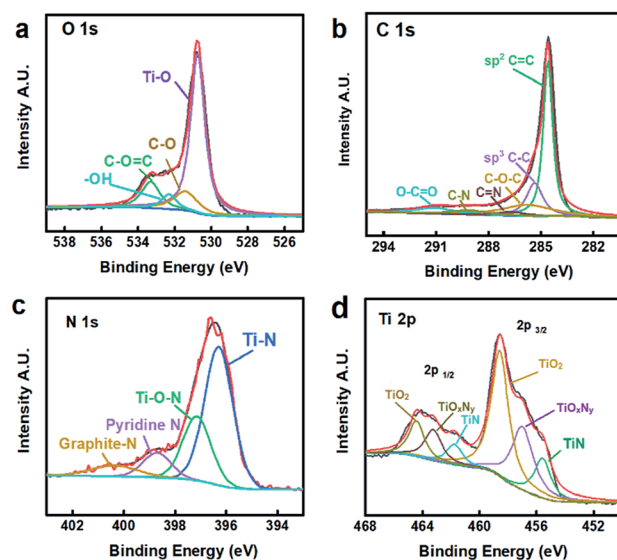 a
O 1s
Ti-O
C-O
C-O=C
-OH
Intensity A.U.
538 536 534 532 530 528 526
Binding Energy (eV)
b
C 1s
sp² C=C
sp³ C-C
C-O-C
C=N
C-N
O-C=O
Intensity A.U.
294 291 288 285 282
Binding Energy (eV)
c
N 1s
Ti-N
Ti-O-N
Pyridine N
Graphite-N
Intensity A.U.
402 400 398 396 394
Binding Energy (eV)
d
Ti 2p
2p 3/2
2p 1/2
TiO₂
TiO₂
TiOxNy
TiN
TiOxNy
TiN
Intensity A.U.
468 464 460 456 452
Binding Energy (eV)